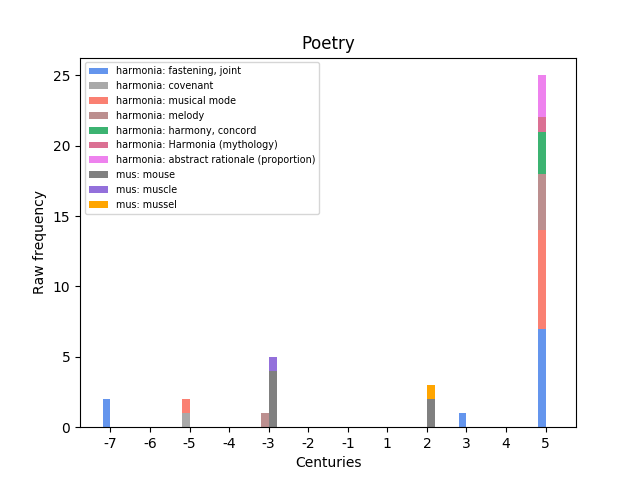 Poetry
harmonia: fastening, joint
harmonia: covenant
harmonia: musical mode
harmonia: melody
harmonia: harmony, concord
harmonia: Harmonia (mythology)
harmonia: abstract rationale (proportion)
mus: mouse
mus: muscle
mus: mussel
Raw frequency
25
20
15
10
5
0
-7 -6 -5 -4 -3 -2 -1 1 2 3 4 5
Centuries